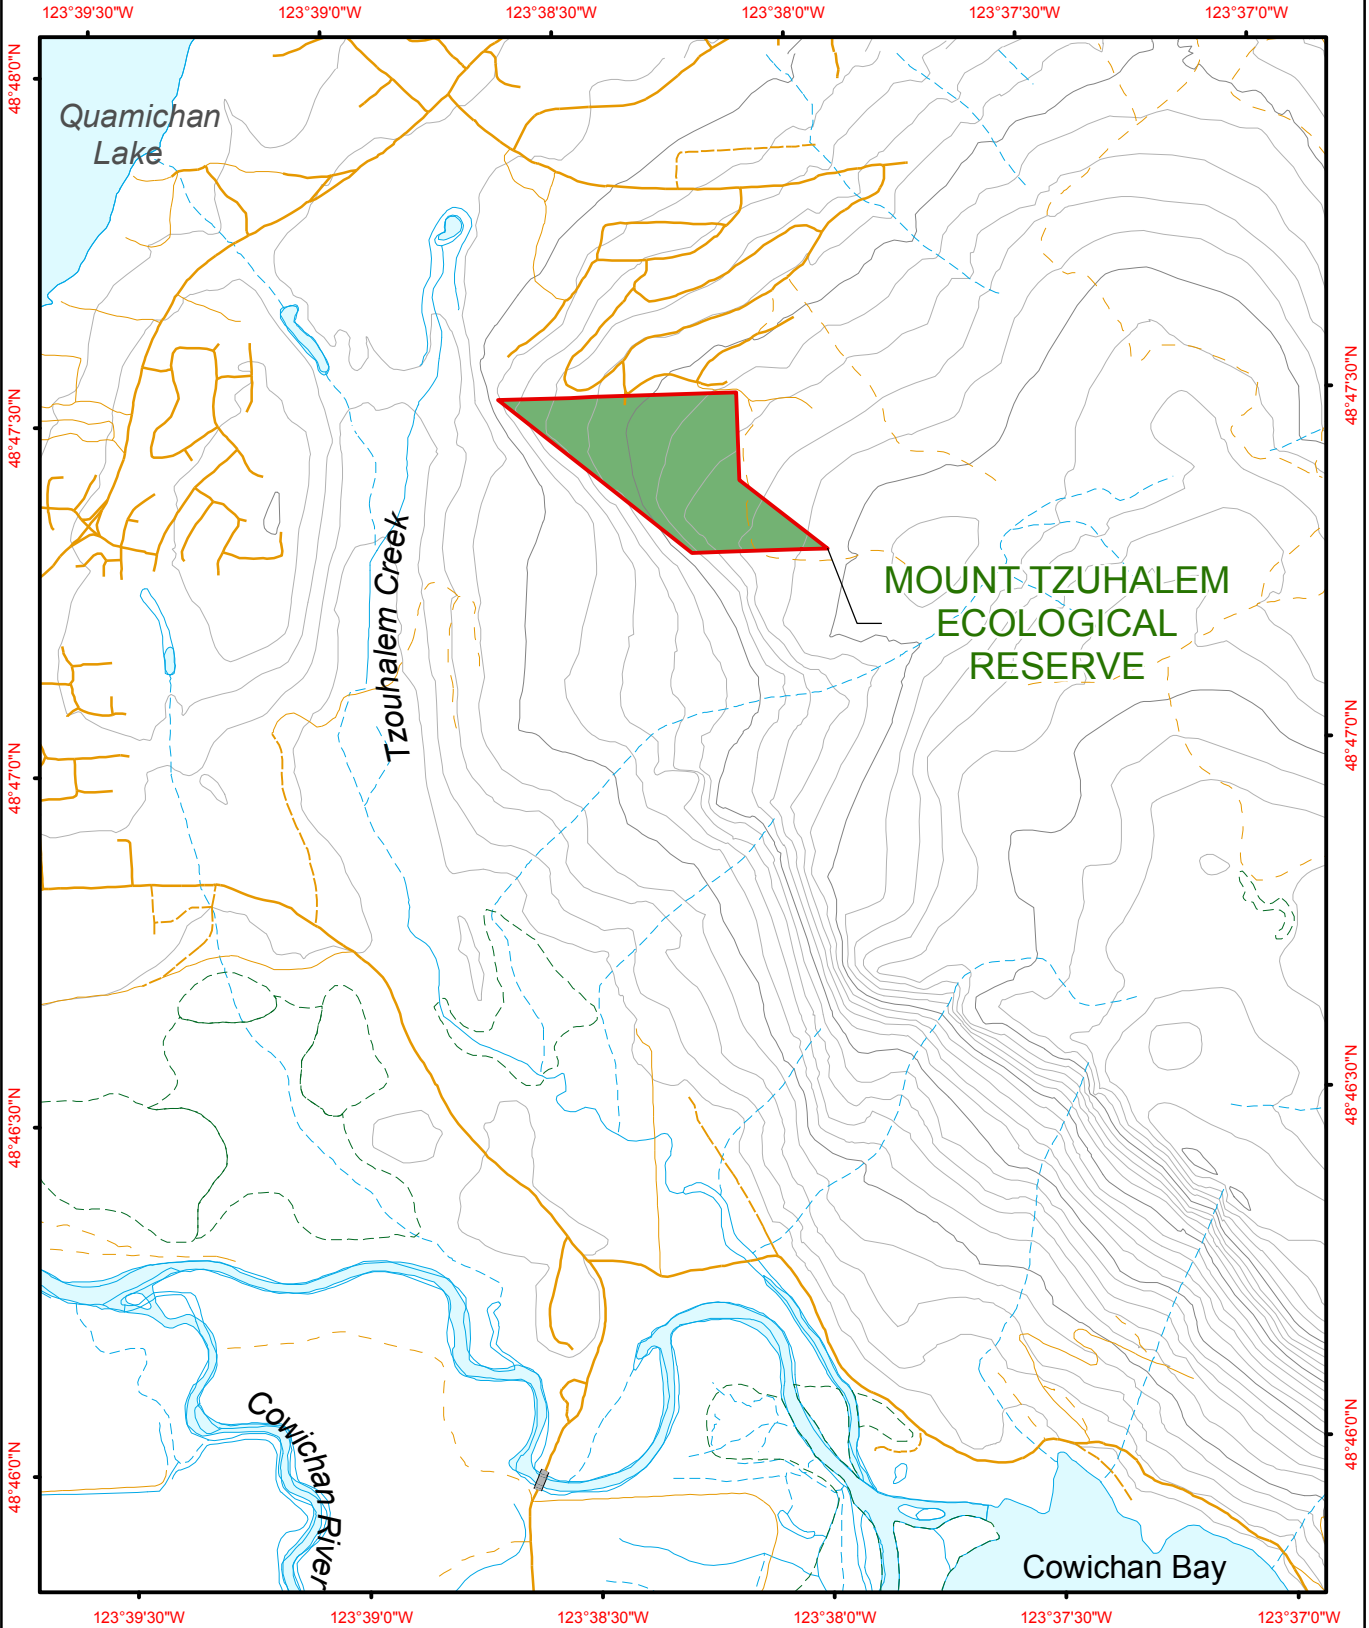 123°39'30"W 123°39'0"W 123°38'30"W 123°38'0"W 123°37'30"W 123°37'0"W
48°48'0"N
Quamichan
Lake
48°47'30"N
48°47'30"N
Tzouhalem Creek
MOUNT TZUHALEM
ECOLOGICAL
RESERVE
48°47'0"N
48°47'0"N
48°46'30"N
48°46'30"N
Cowichan River
48°46'0"N
48°46'0"N
Cowichan Bay
123°39'30"W 123°39'0"W 123°38'30"W 123°38'0"W 123°37'30"W 123°37'0"W